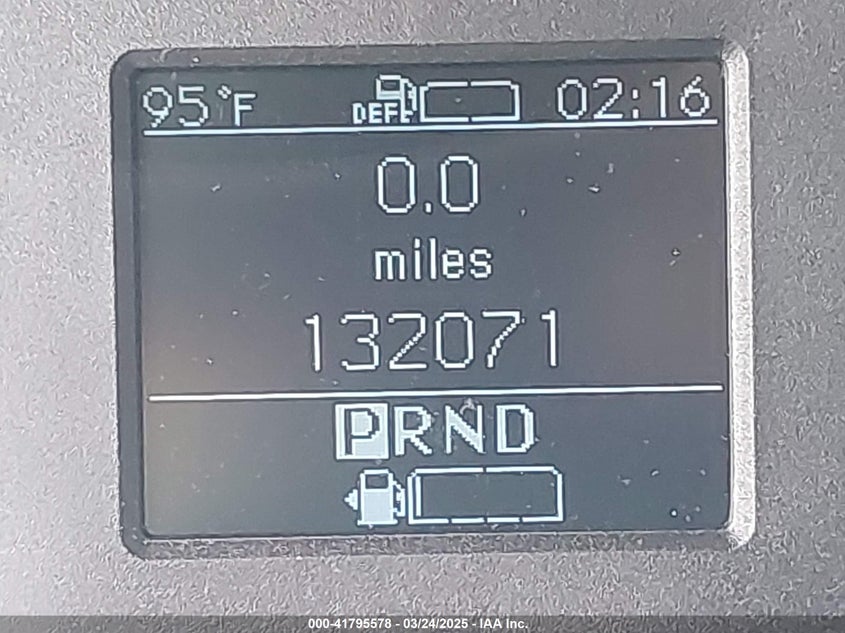 95°F DEF 02:16
0.0
miles
132071
PRND
000-41795578 - 03/24/2025 - IAA Inc.